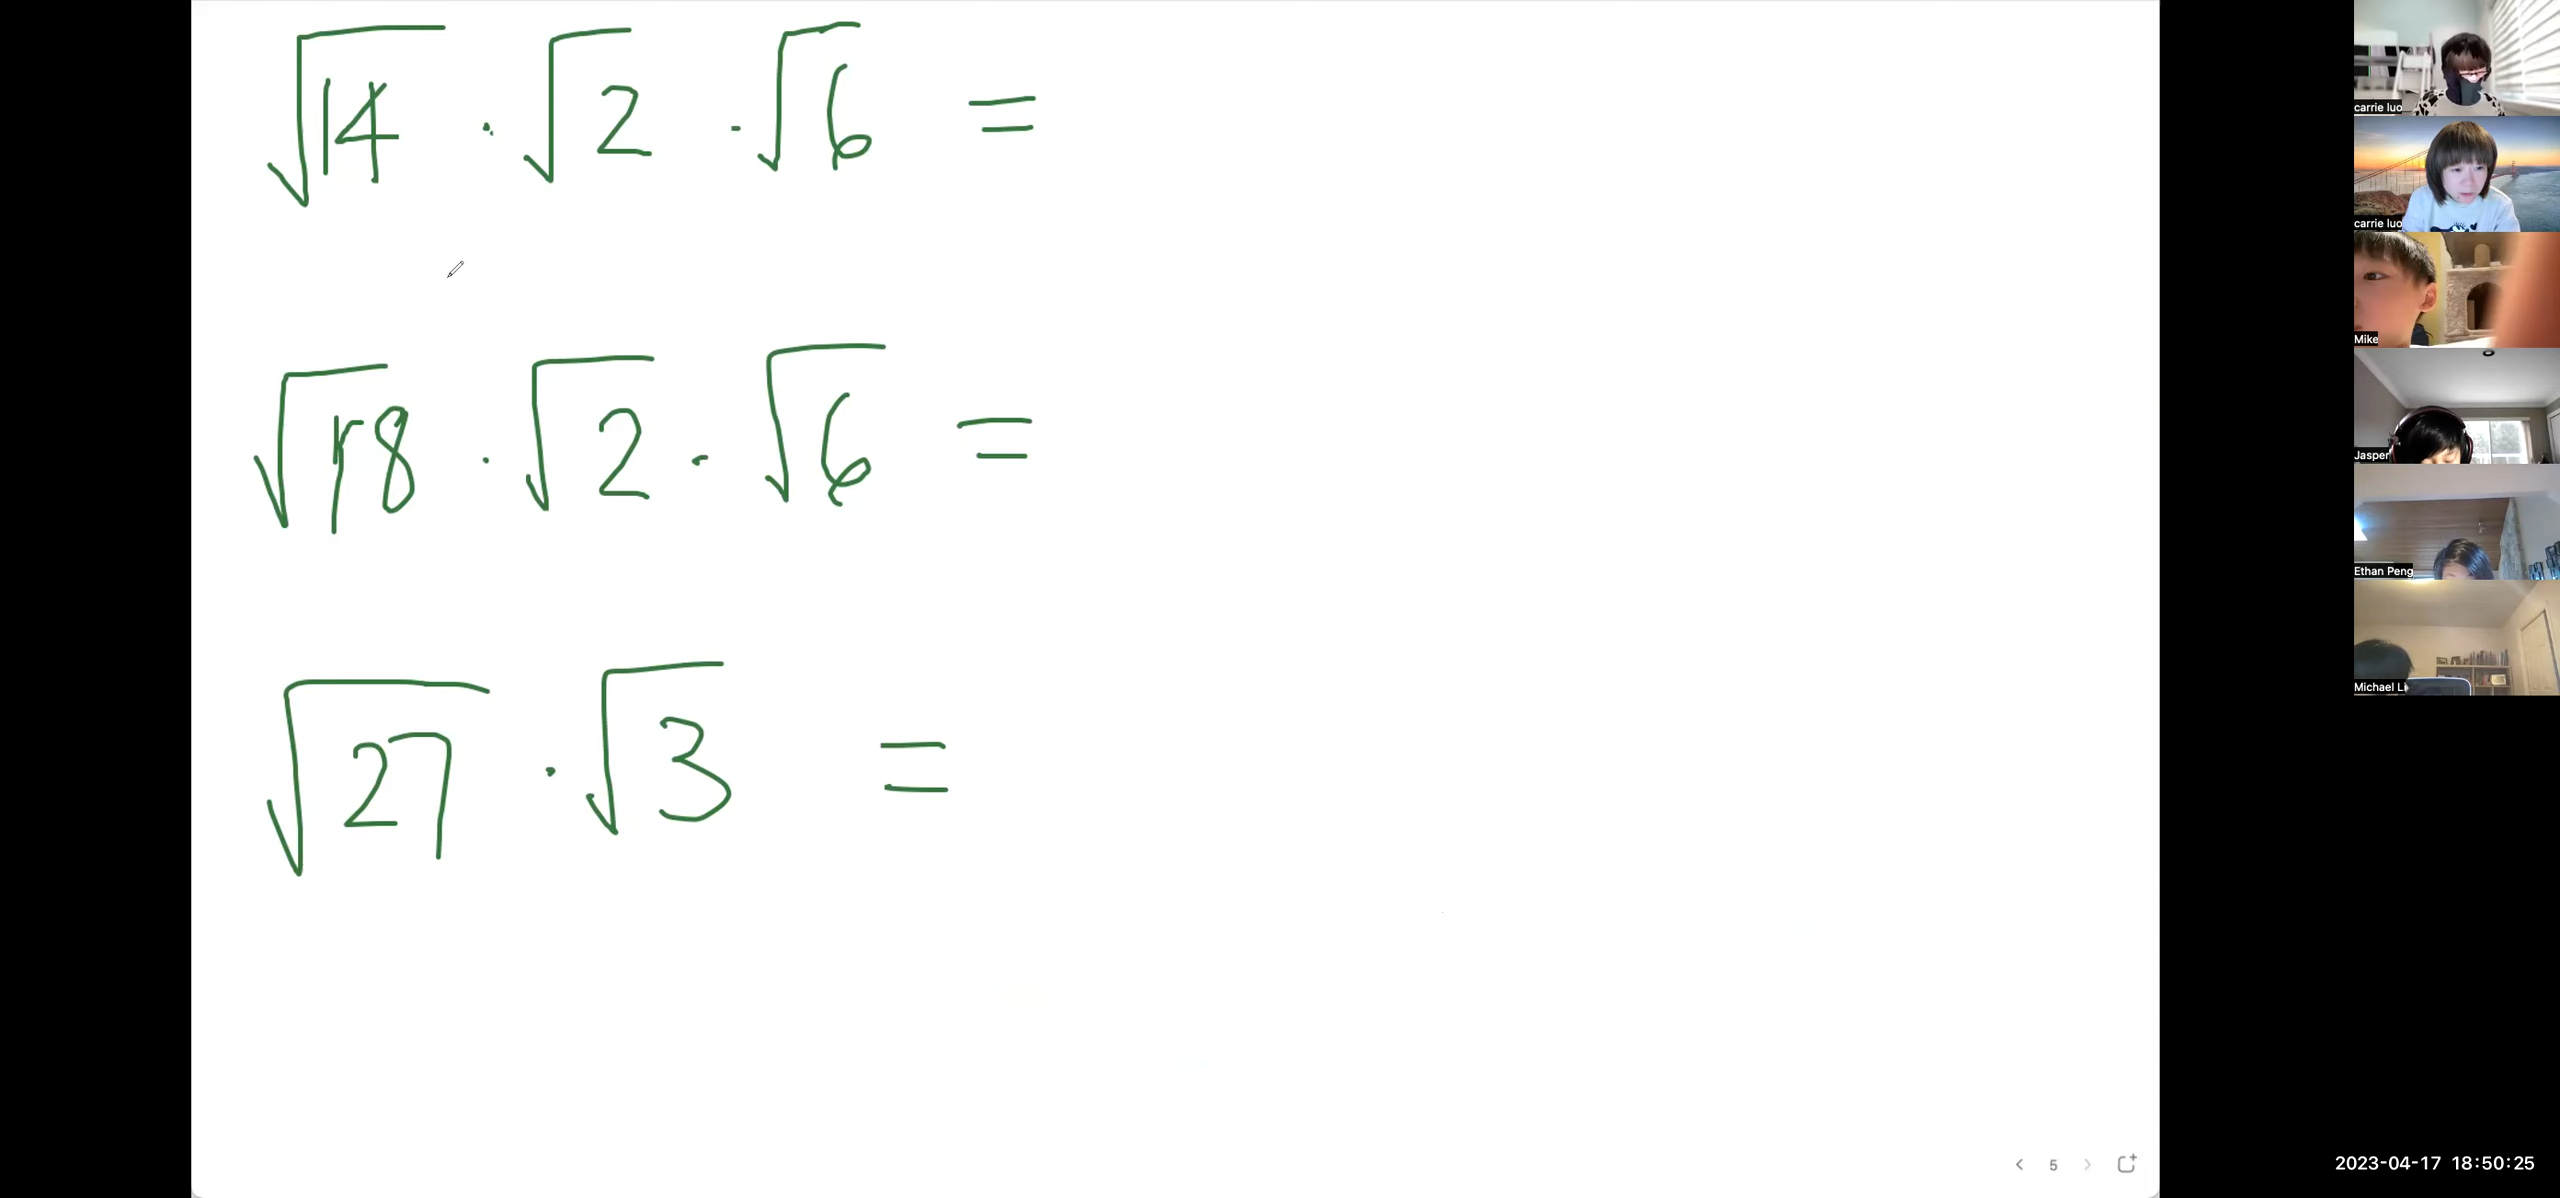 √14 · √2 · √6 =
√18 · √2 · √6 =
√27 · √3 =
carrie luo
carrie luo
Mike
Jasper
Ethan Peng
Michael Li
5
2023-04-17 18:50:25